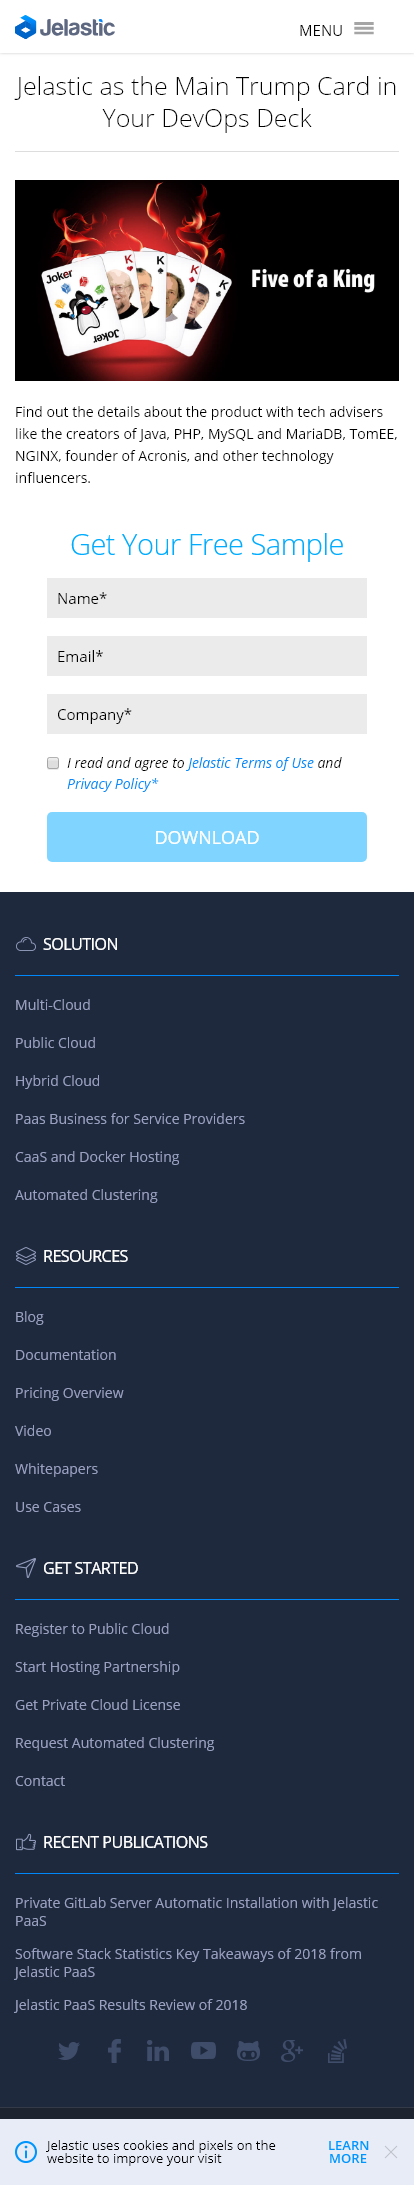 Jelastic
MENU
Jelastic as the Main Trump Card in
Your DevOps Deck
Joker
K
K
K
K
Joker
Five of a King
Find out the details about the product with tech advisers
like the creators of Java, PHP, MySQL and MariaDB, TomEE,
NGINX, founder of Acronis, and other technology
influencers.
Get Your Free Sample
Name*
Email*
Company*
I read and agree to Jelastic Terms of Use and
Privacy Policy*
DOWNLOAD
SOLUTION
Multi-Cloud
Public Cloud
Hybrid Cloud
Paas Business for Service Providers
CaaS and Docker Hosting
Automated Clustering
RESOURCES
Blog
Documentation
Pricing Overview
Video
Whitepapers
Use Cases
GET STARTED
Register to Public Cloud
Start Hosting Partnership
Get Private Cloud License
Request Automated Clustering
Contact
RECENT PUBLICATIONS
Private GitLab Server Automatic Installation with Jelastic
PaaS
Software Stack Statistics Key Takeaways of 2018 from
Jelastic PaaS
Jelastic PaaS Results Review of 2018
Jelastic uses cookies and pixels on the
website to improve your visit
LEARN
MORE